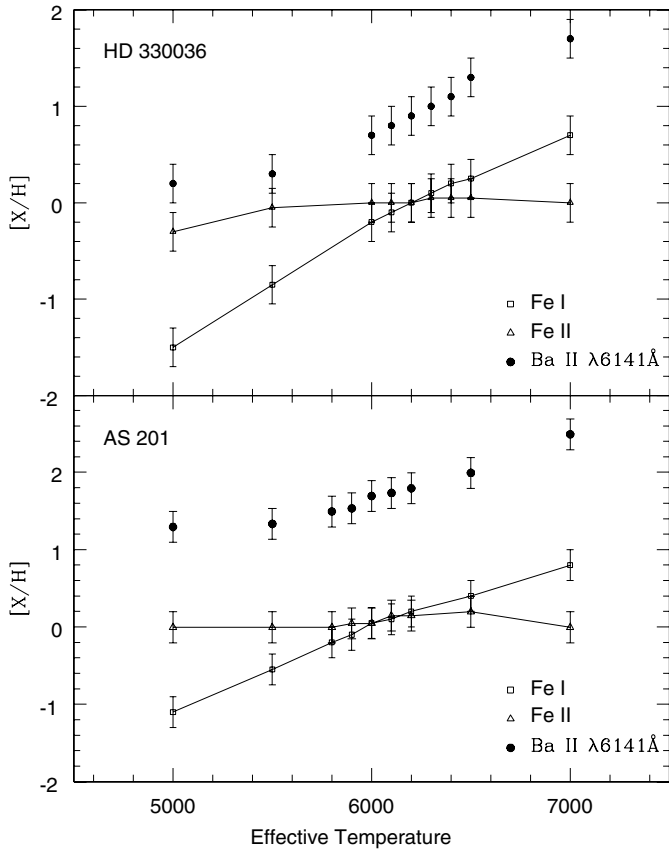 2
HD 330036
1
[X/H]
0
-1
Fe I
Fe II
Ba II λ6141Å
-2
AS 201
2
1
[X/H]
0
-1
Fe I
Fe II
Ba II λ6141Å
-2
5000 6000 7000
Effective Temperature